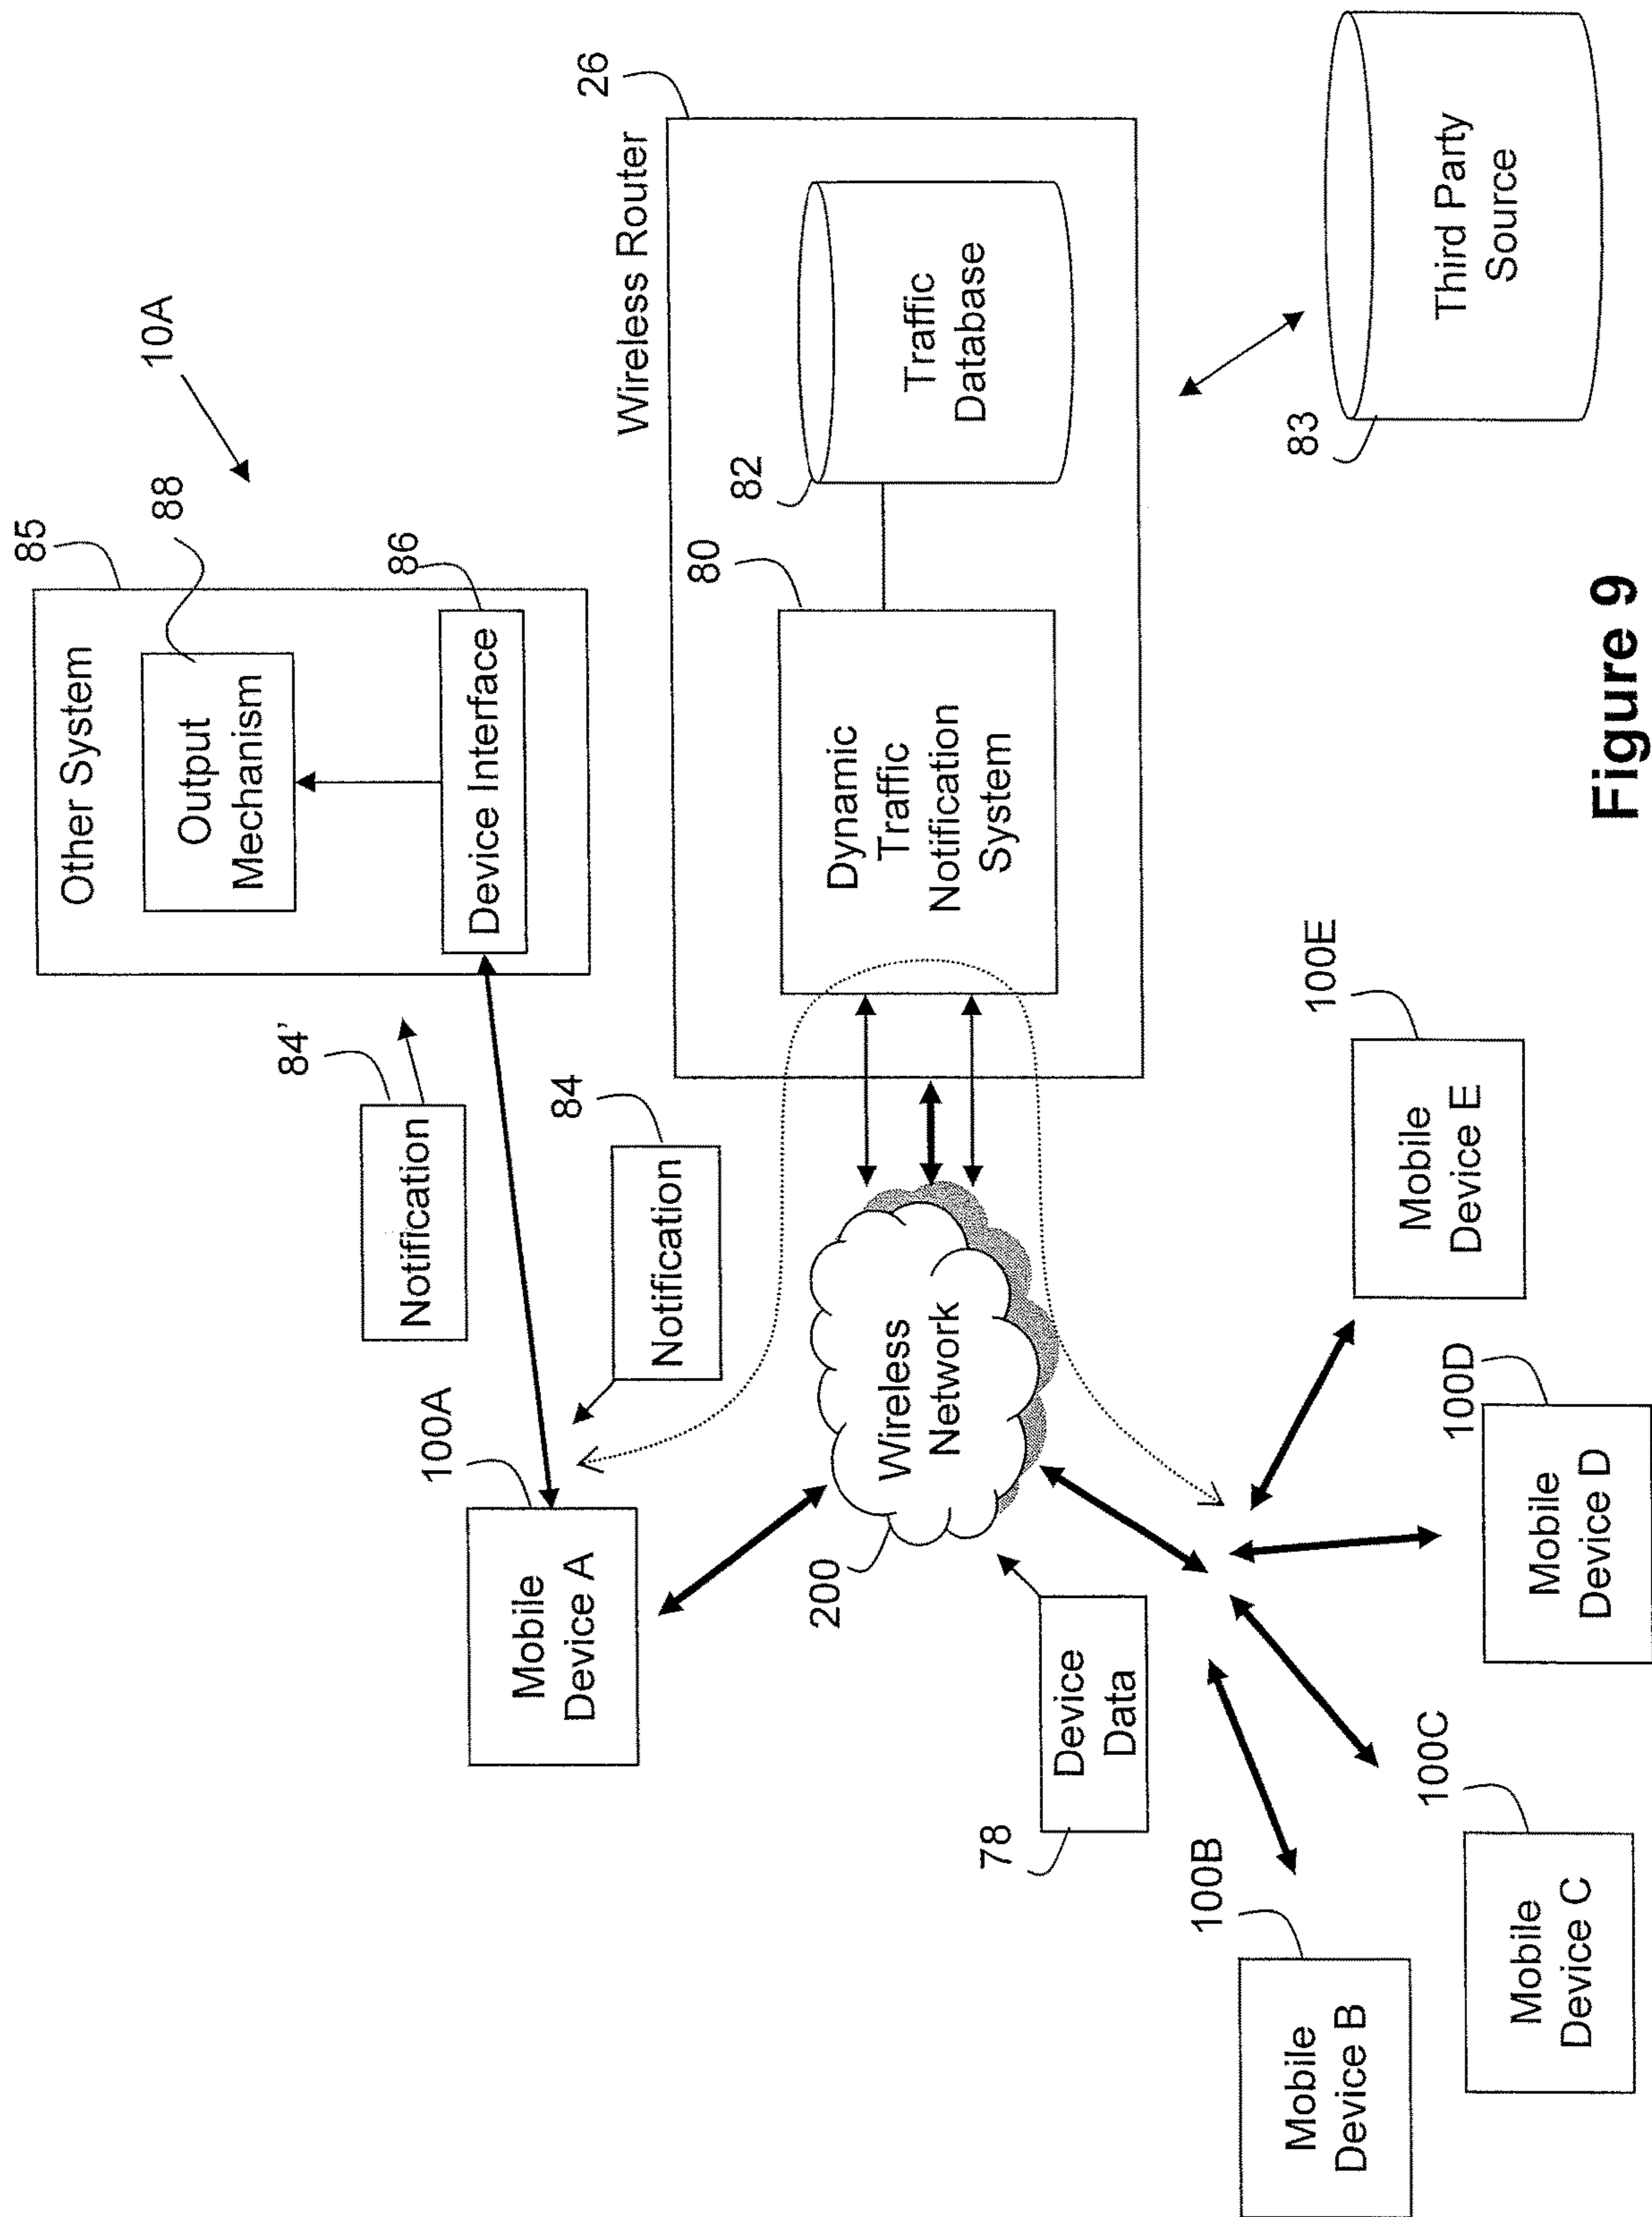 10A
85
Other System
88
Output
Mechanism
86
Device Interface
84'
Notification
84
Notification
100A
Mobile
Device A
Wireless Router
26
80
Dynamic
Traffic
Notification
System
82
Traffic
Database
83
Third Party
Source
200
Wireless
Network
78
Device
Data
100B
Mobile
Device B
100C
Mobile
Device C
100D
Mobile
Device D
100E
Mobile
Device E
Figure 9